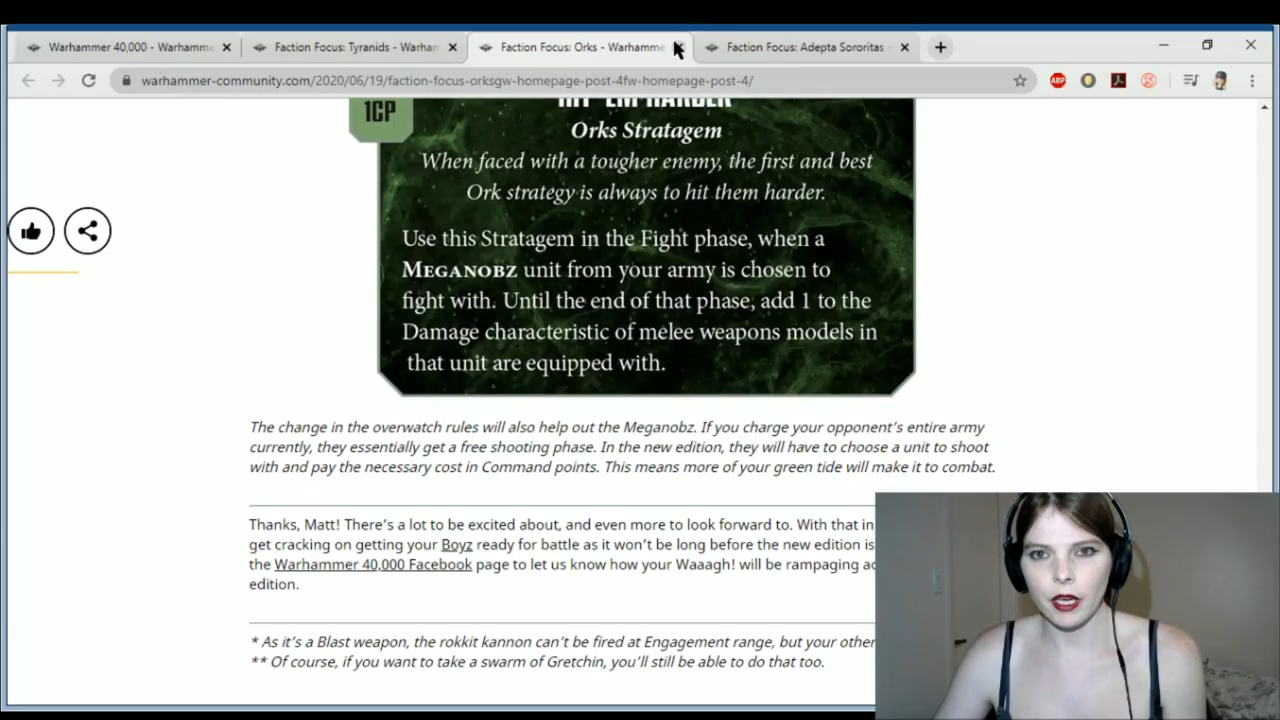 Warhammer 40,000 - Warhamme
Faction Focus: Tyranids - Warham
Faction Focus: Orks - Warhamme
Faction Focus: Adepta Sororitas -
warhammer-community.com/2020/06/19/faction-focus-orksgw-homepage-post-4fw-homepage-post-4/
ABP
1CP
HIT 'EM HARDER
Orks Stratagem
When faced with a tougher enemy, the first and best
Ork strategy is always to hit them harder.
Use this Stratagem in the Fight phase, when a
MEGANOBZ unit from your army is chosen to
fight with. Until the end of that phase, add 1 to the
Damage characteristic of melee weapons models in
that unit are equipped with.
The change in the overwatch rules will also help out the Meganobz. If you charge your opponent's entire army
currently, they essentially get a free shooting phase. In the new edition, they will have to choose a unit to shoot
with and pay the necessary cost in Command points. This means more of your green tide will make it to combat.
Thanks, Matt! There's a lot to be excited about, and even more to look forward to. With that in
get cracking on getting your Boyz ready for battle as it won't be long before the new edition is
the Warhammer 40,000 Facebook page to let us know how your Waaagh! will be rampaging ac
edition.
* As it's a Blast weapon, the rokkit kannon can't be fired at Engagement range, but your other
** Of course, if you want to take a swarm of Gretchin, you'll still be able to do that too.